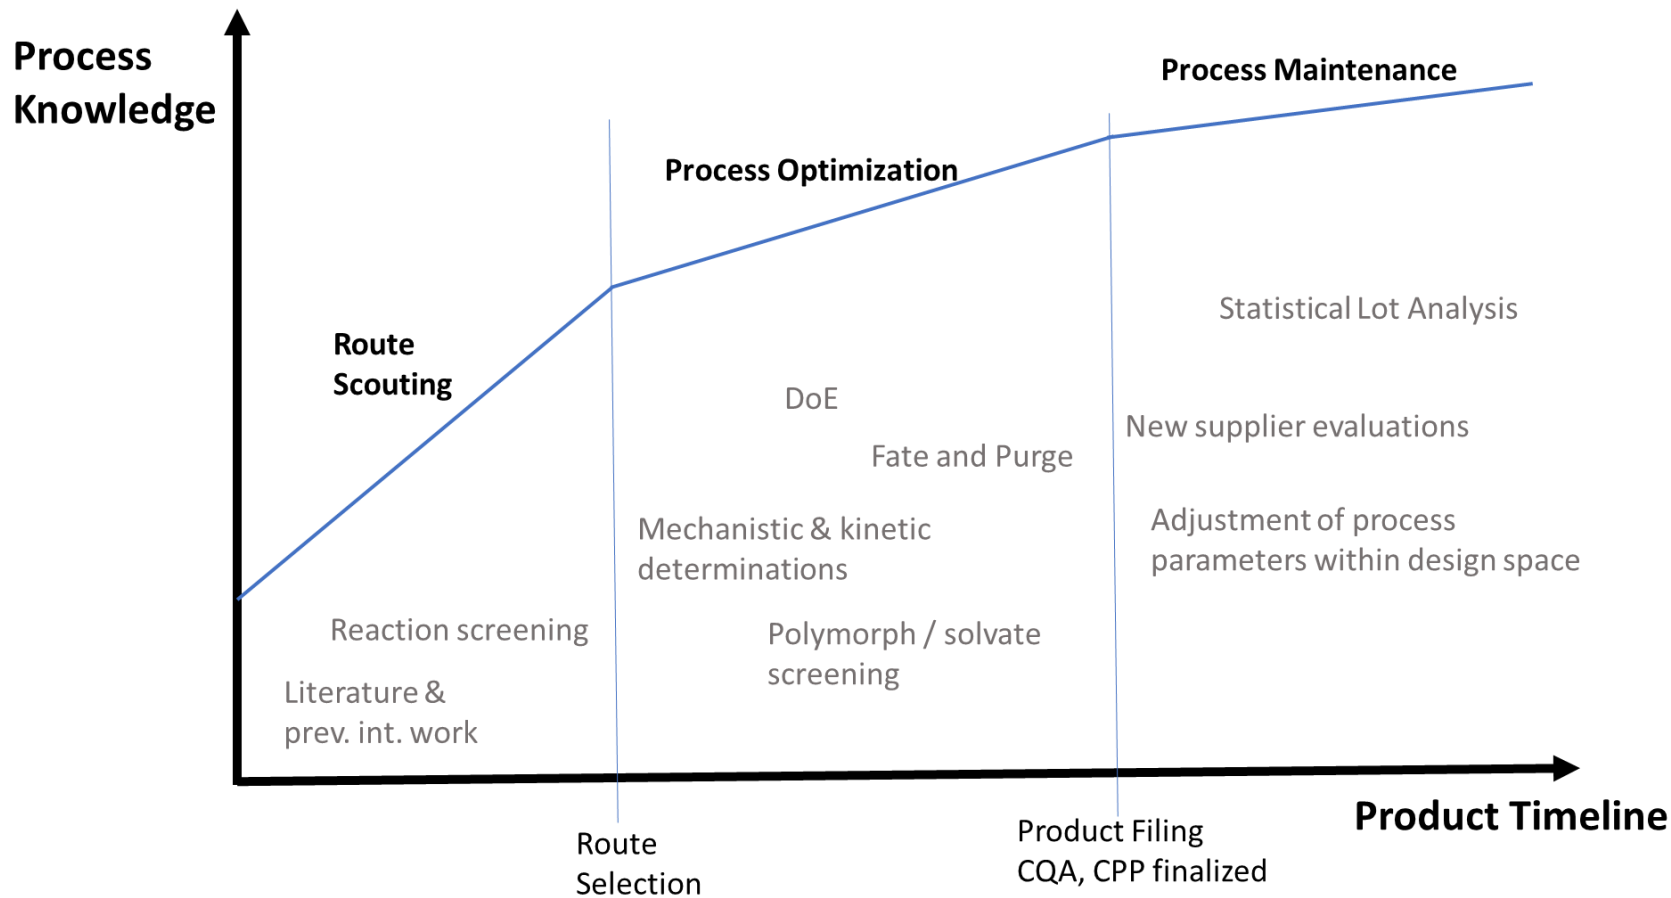 Process
Knowledge
Process Maintenance
Process Optimization
Route
Scouting
Statistical Lot Analysis
DoE
New supplier evaluations
Fate and Purge
Mechanistic & kinetic
determinations
Adjustment of process
parameters within design space
Reaction screening
Polymorph / solvate
screening
Literature &
prev. int. work
Product Timeline
Route
Selection
Product Filing
CQA, CPP finalized